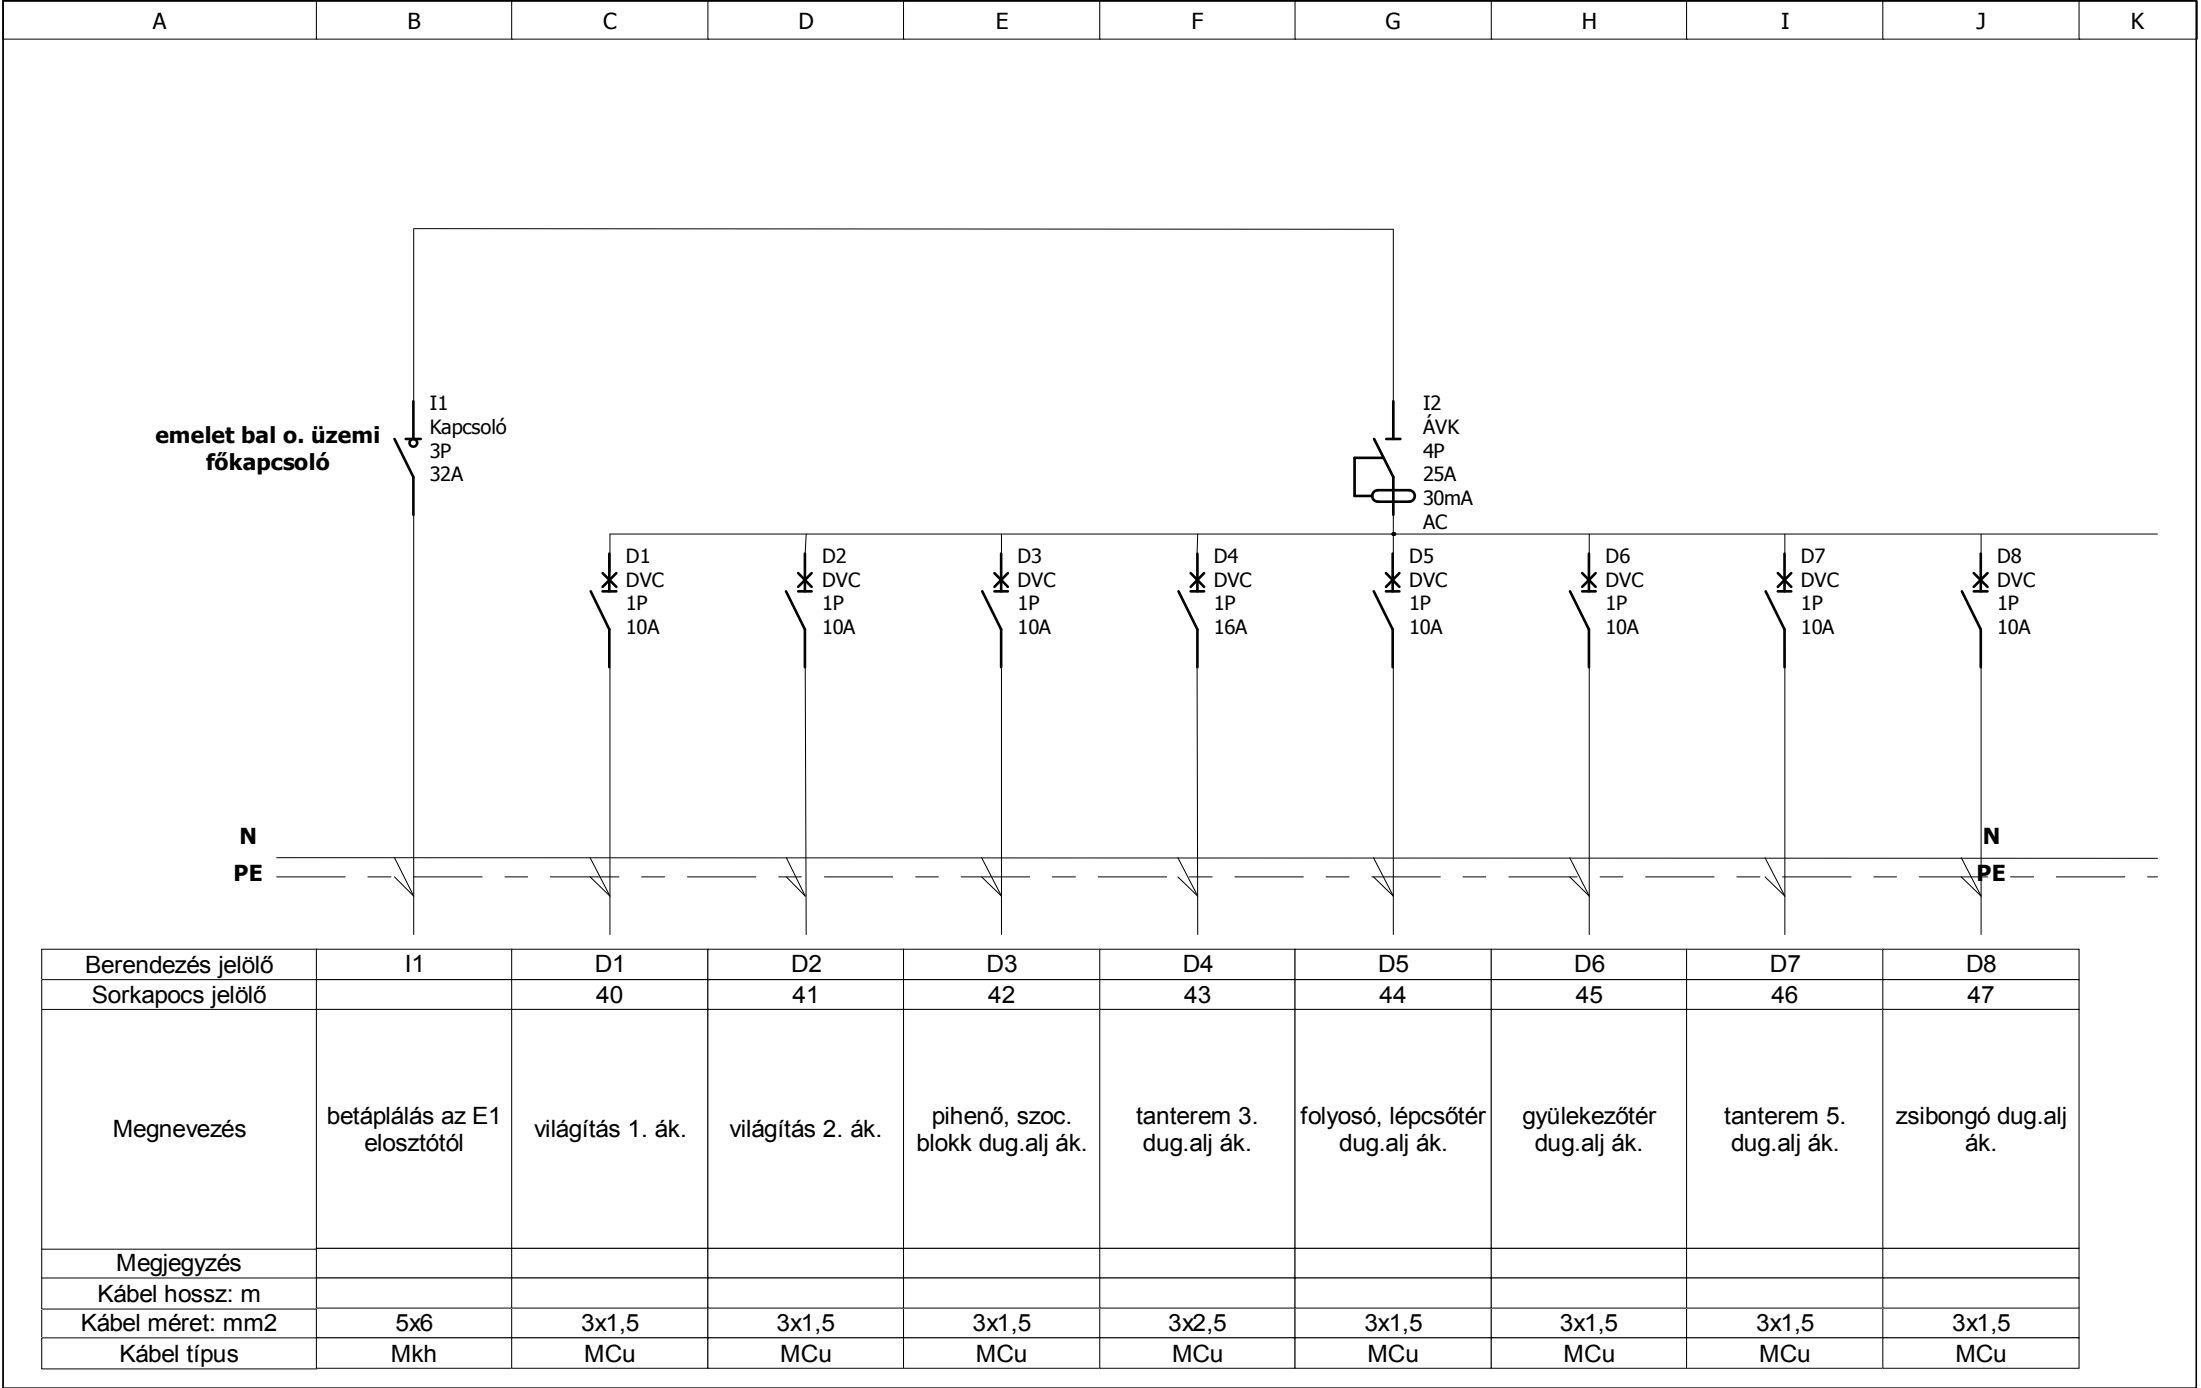 A B C D E F G H I J K
emelet bal o. üzemi
főkapcsoló
I1
Kapcsoló
3P
32A
I2
ÁVK
4P
25A
30mA
AC
D1
DVC
1P
10A
D2
DVC
1P
10A
D3
DVC
1P
10A
D4
DVC
1P
16A
D5
DVC
1P
10A
D6
DVC
1P
10A
D7
DVC
1P
10A
D8
DVC
1P
10A
N N
PE PE
Berendezés jelölő I1 D1 D2 D3 D4 D5 D6 D7 D8
Sorkapocs jelölő 40 41 42 43 44 45 46 47
Megnevezés
betáplálás az E1
elosztótól
világítás 1. ák.
világítás 2. ák.
pihenő, szoc.
blokk dug.alj ák.
tanterem 3.
dug.alj ák.
folyosó, lépcsőtér
dug.alj ák.
gyülekezőtér
dug.alj ák.
tanterem 5.
dug.alj ák.
zsibongó dug.alj
ák.
Megjegyzés
Kábel hossz: m
Kábel méret: mm2 5x6 3x1,5 3x1,5 3x1,5 3x2,5 3x1,5 3x1,5 3x1,5 3x1,5
Kábel típus Mkh MCu MCu MCu MCu MCu MCu MCu MCu